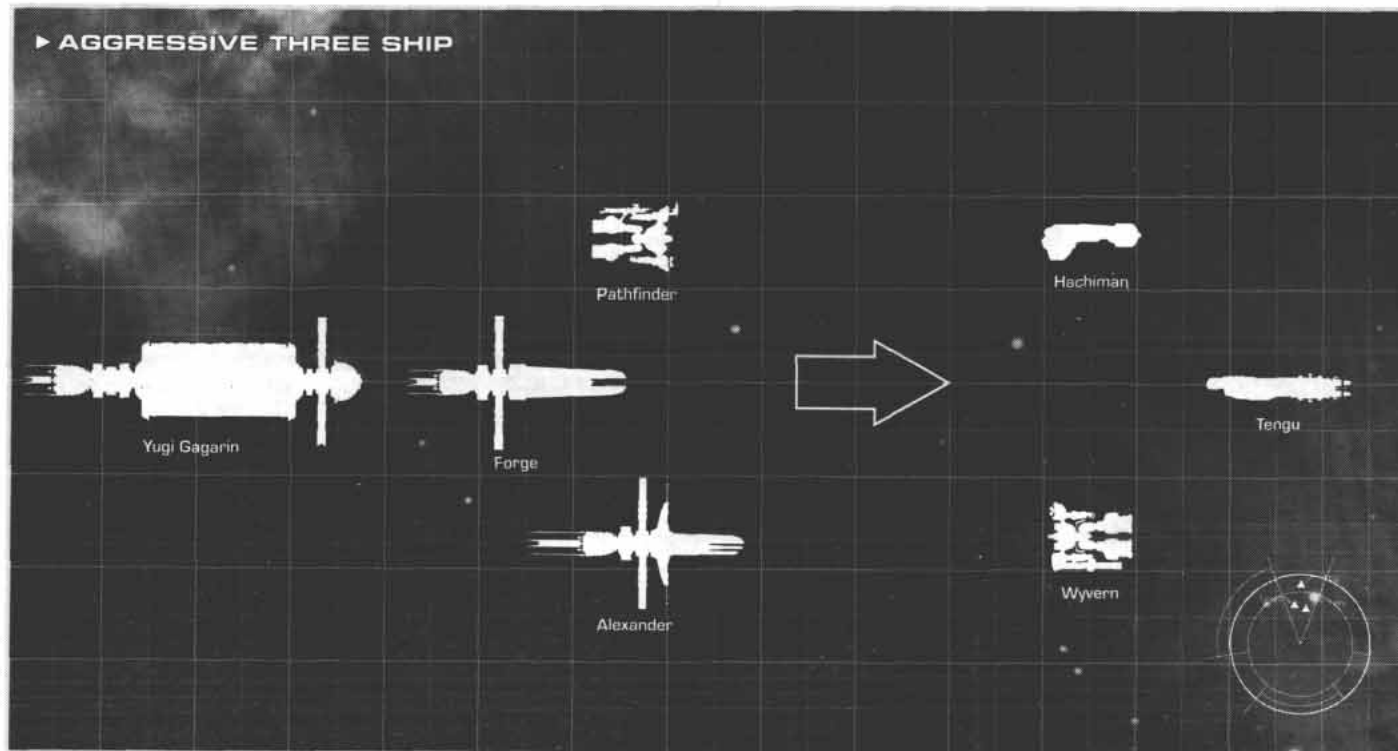 ► AGGRESSIVE THREE SHIP
Pathfinder
Hachiman
Yugi Gagarin
Forge
Tengu
Alexander
Wyvern